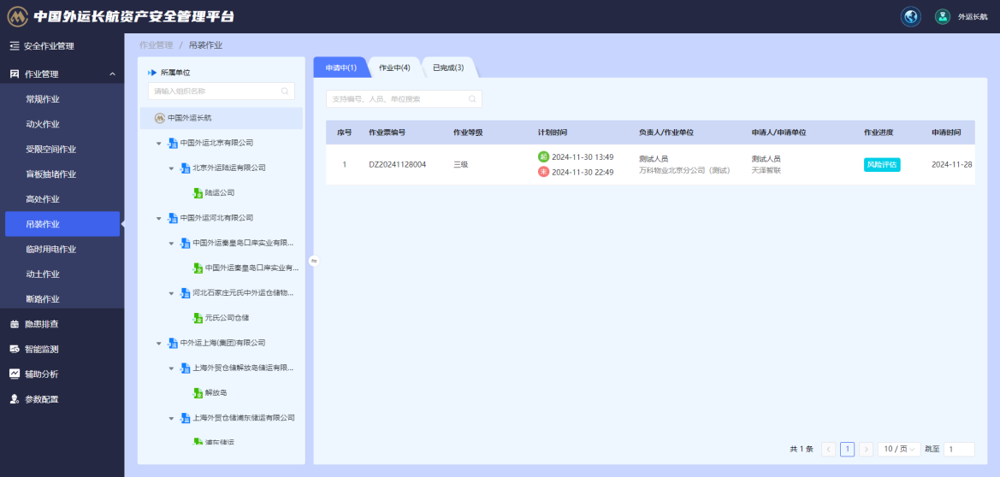 中国外运长航资产安全管理平台
外运长航
安全作业管理
作业管理
常规作业
动火作业
受限空间作业
盲板抽堵作业
高处作业
吊装作业
临时用电作业
动土作业
断路作业
隐患排查
智能监测
辅助分析
参数配置
作业管理 / 吊装作业
所属单位
请输入组织名称
中国外运长航
中国外运北京有限公司
北京外运陆运有限公司
陆运公司
中国外运河北有限公司
中国外运秦皇岛口岸实业有限...
中国外运秦皇岛口岸实业有...
河北石家庄元氏中外运仓储物...
元氏公司仓储
中外运上海(集团)有限公司
上海外贸仓储解放岛储运有限...
解放岛
上海外贸仓储浦东储运有限公司
浦东储运
申请中(1) 作业中(4) 已完成(3)
支持编号、人员、单位搜索
序号 作业票编号 作业等级 计划时间 负责人/作业单位 申请人/申请单位 作业进度 申请时间
1 DZ20241128004 三级 起 2024-11-30 13:49 测试人员 测试人员 风险评估 2024-11-28
末 2024-11-30 22:49 万科物业北京分公司（测试） 天泽智联
共 1 条 < 1 > 10 / 页 跳至 1